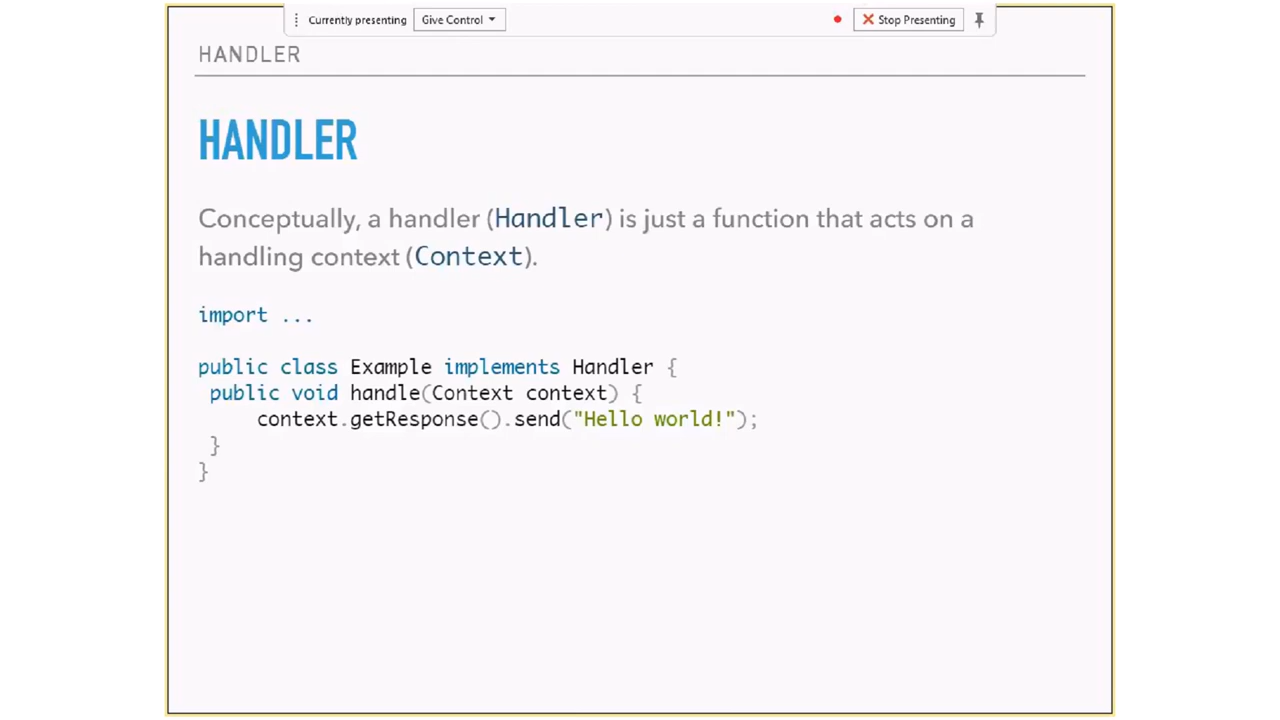 Currently presenting Give Control Stop Presenting
HANDLER
HANDLER
Conceptually, a handler (Handler) is just a function that acts on a
handling context (Context).
import ...
public class Example implements Handler {
public void handle(Context context) {
context.getResponse().send("Hello world!");
}
}